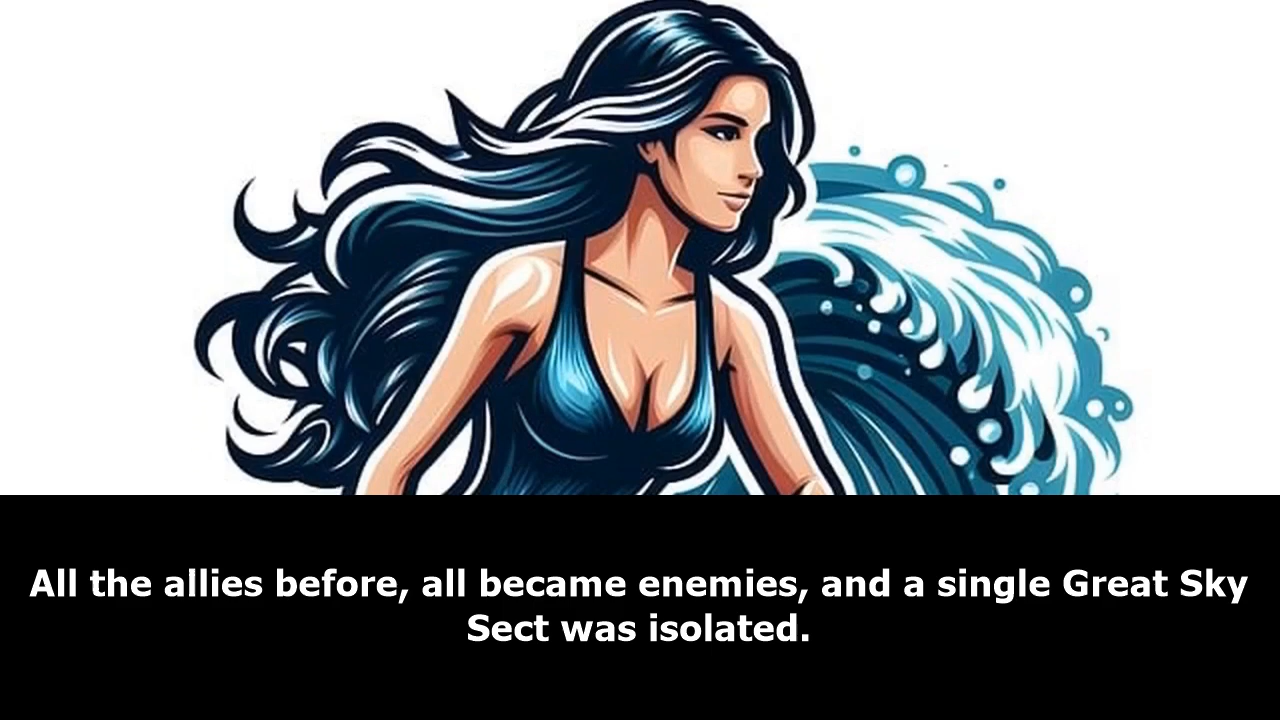 All the allies before, all became enemies, and a single Great Sky
Sect was isolated.